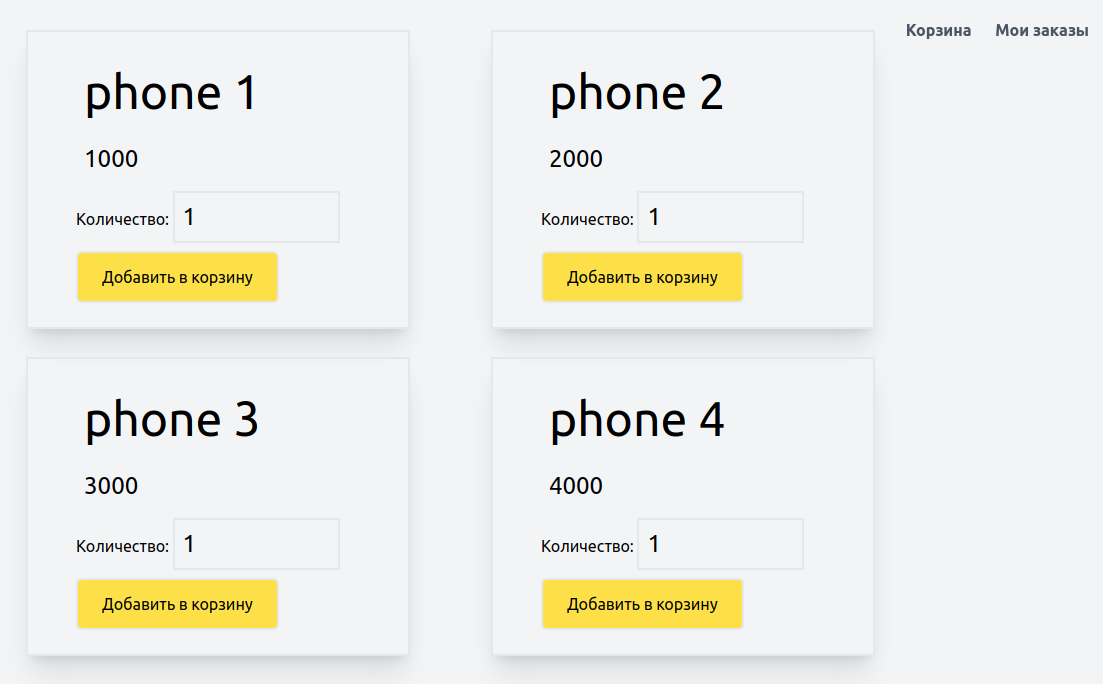 Корзина Мои заказы
phone 1
1000
Количество: 1
Добавить в корзину
phone 2
2000
Количество: 1
Добавить в корзину
phone 3
3000
Количество: 1
Добавить в корзину
phone 4
4000
Количество: 1
Добавить в корзину